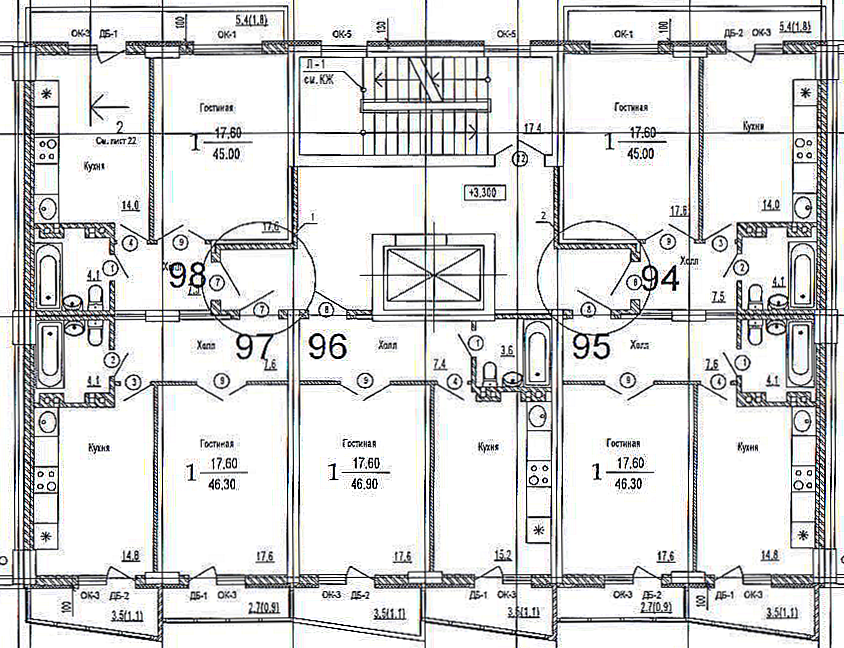 5.4(1.8)
5.4(1.8)
100
130
100
ОК-3 ДБ-1
ОК-1
ОК-5
ОК-5
ОК-1
ДБ-2 ОК-3
Л-1
см. КЖ
Гостиная
1 17,60
45.00
2
См. лист 22
Кухня
14.0
17.6
17.4
12
+3,300
1
2
Гостиная
1 17,60
45.00
Кухня
17.6
14.0
4
9
9
3
1
Холл
98
7
7.5
4.1
7
8
Холл
94
7.5
2
4.1
8
97
Холл
7.6
96
Холл
7.4
1
3.6
95
Холл
7.6
1
4.1
2
4.1
3
9
9
4
9
4
Кухня
Гостиная
1 17,60
46.30
14.8
17.6
Гостиная
1 17,60
46.90
17.6
Кухня
15.2
Гостиная
1 17,60
46.30
17.6
Кухня
14.8
ОК-3 ДБ-2
ДБ-1 ОК-3
ОК-3 ДБ-2
ДБ-1 ОК-3
ОК-3 ДБ-2
ДБ-1 ОК-3
100
3.5(1.1)
2.7(0.9)
3.5(1.1)
3.5(1.1)
2.7(0.9)
100
3.5(1.1)